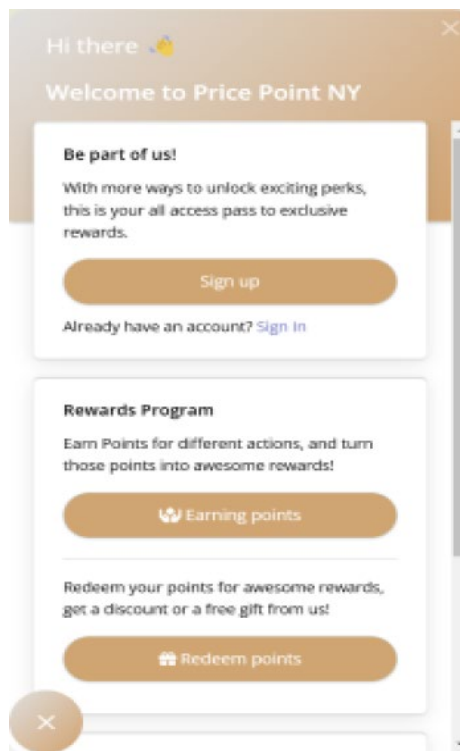 Hi there
Welcome to Price Point NY
Be part of us!
With more ways to unlock exciting perks,
this is your all access pass to exclusive
rewards.
Sign up
Already have an account? Sign In
Rewards Program
Earn Points for different actions, and turn
those points into awesome rewards!
Earning points
Redeem your points for awesome rewards,
get a discount or a free gift from us!
Redeem points